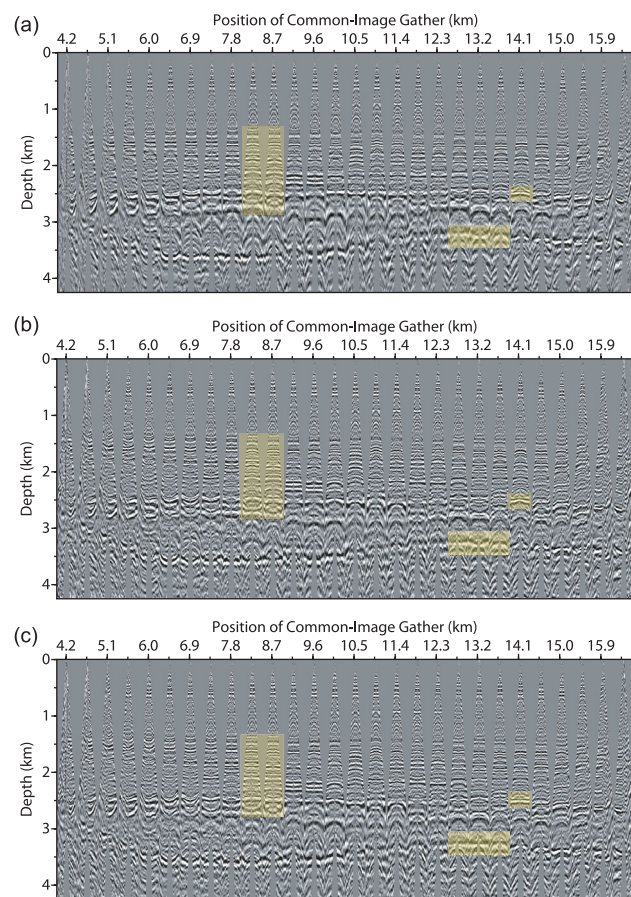 (a)
Position of Common-Image Gather (km)
4.2 5.1 6.0 6.9 7.8 8.7 9.6 10.5 11.4 12.3 13.2 14.1 15.0 15.9
0
1
2
3
4
Depth (km)
(b)
Position of Common-Image Gather (km)
4.2 5.1 6.0 6.9 7.8 8.7 9.6 10.5 11.4 12.3 13.2 14.1 15.0 15.9
0
1
2
3
4
Depth (km)
(c)
Position of Common-Image Gather (km)
4.2 5.1 6.0 6.9 7.8 8.7 9.6 10.5 11.4 12.3 13.2 14.1 15.0 15.9
0
1
2
3
4
Depth (km)